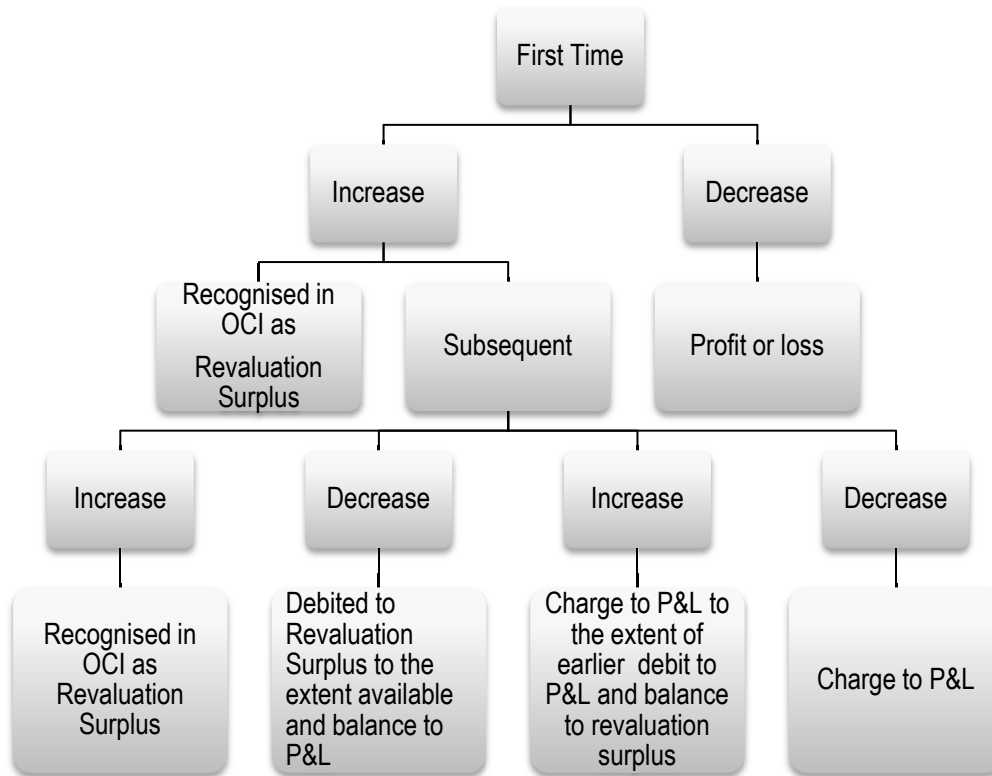 First Time
Increase
Decrease
Recognised in
OCI as
Revaluation
Surplus
Subsequent
Profit or loss
Increase
Decrease
Increase
Decrease
Recognised in
OCI as
Revaluation
Surplus
Debited to
Revaluation
Surplus to the
extent available
and balance to
P&L
Charge to P&L to
the extent of
earlier debit to
P&L and balance
to revaluation
surplus
Charge to P&L